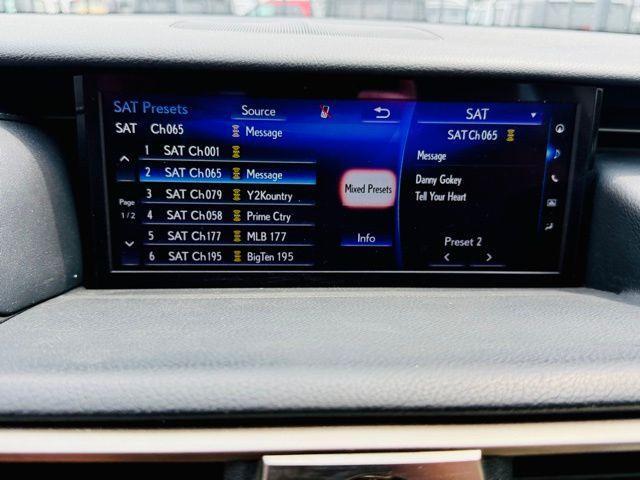 SAT Presets
Source
SAT Ch065
Message
1 SAT Ch001
2 SAT Ch065 Message
3 SAT Ch079 Y2Kountry
4 SAT Ch058 Prime Ctry
5 SAT Ch177 MLB 177
6 SAT Ch195 BigTen 195
Page
1/2
Mixed Presets
Info
SAT
SAT Ch065
Message
Danny Gokey
Tell Your Heart
Preset 2